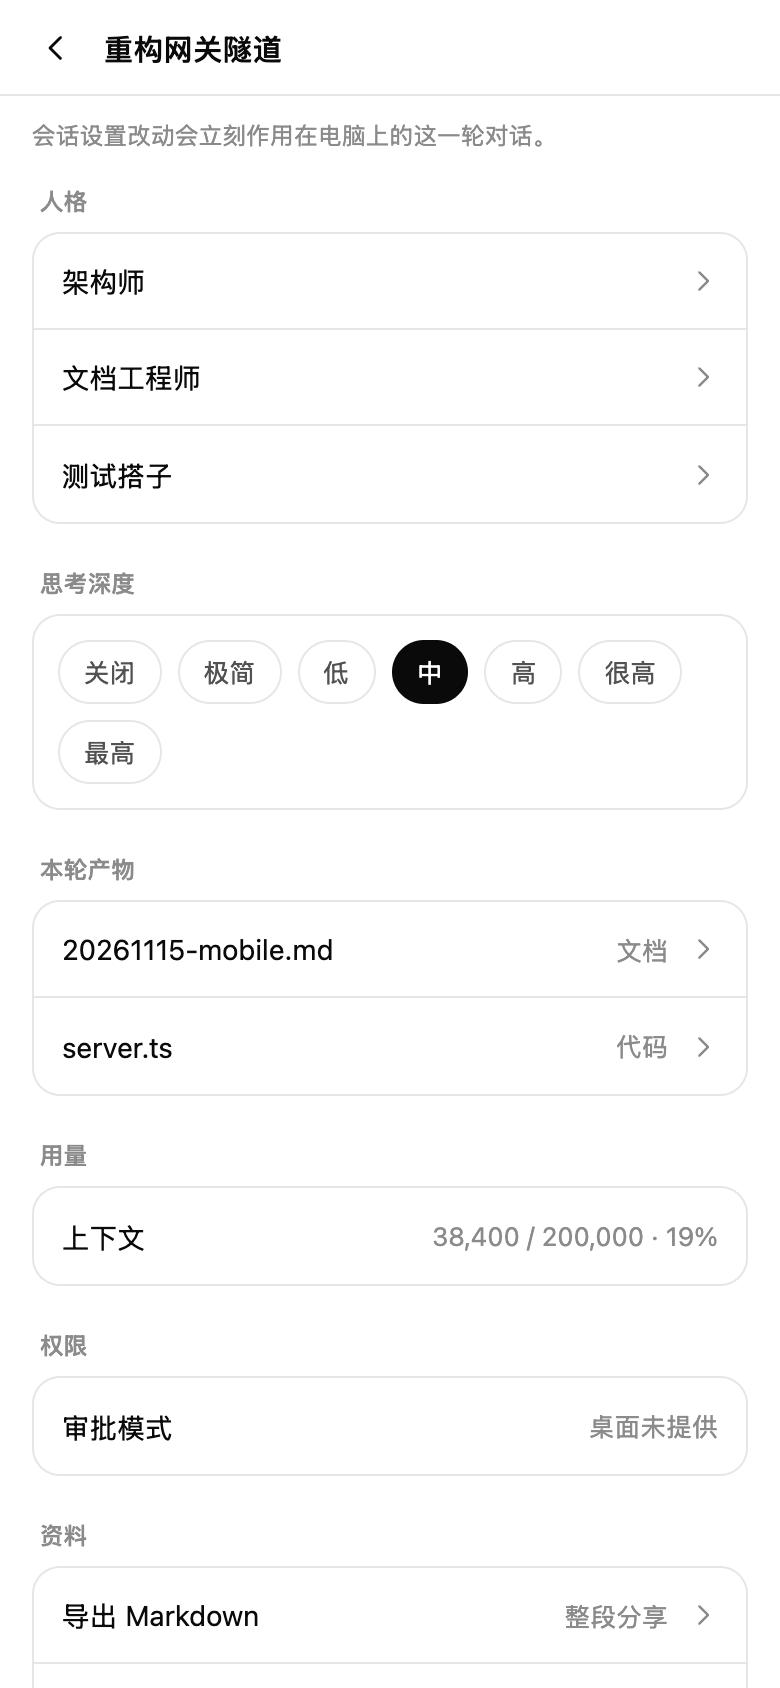 重构网关隧道
会话设置改动会立刻作用在电脑上的这一轮对话。
人格
架构师
文档工程师
测试搭子
思考深度
关闭 极简 低 中 高 很高
最高
本轮产物
20261115-mobile.md 文档
server.ts 代码
用量
上下文 38,400 / 200,000 · 19%
权限
审批模式 桌面未提供
资料
导出 Markdown 整段分享